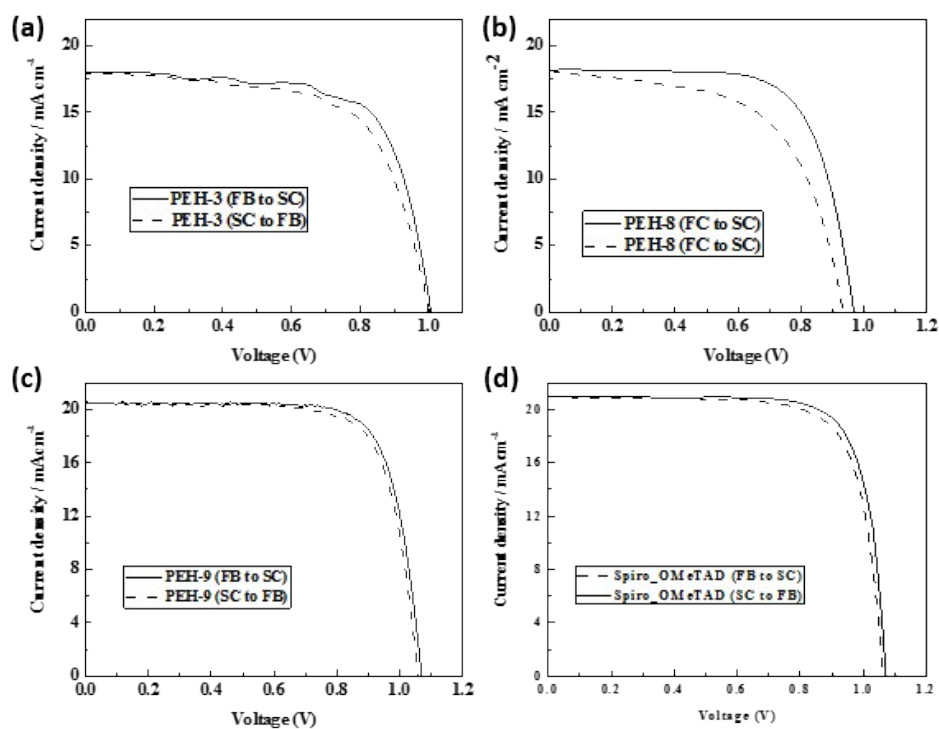 (a)
20
15
10
5
0
0.0 0.2 0.4 0.6 0.8 1.0
Voltage (V)
Current density / mA cm⁻¹
PEH-3 (FB to SC)
PEH-3 (SC to FB)
(b)
20
15
10
5
0
0.0 0.2 0.4 0.6 0.8 1.0 1.2
Voltage (V)
Current density / mA cm⁻²
PEH-8 (FC to SC)
PEH-8 (FC to SC)
(c)
20
16
12
8
4
0
0.0 0.2 0.4 0.6 0.8 1.0 1.2
Voltage (V)
Current density / mAcm⁻¹
PEH-9 (FB to SC)
PEH-9 (SC to FB)
(d)
20
16
12
8
4
0
0.0 0.2 0.4 0.6 0.8 1.0 1.2
Voltage (V)
Current density / mAcm⁻¹
Spiro_OMeTAD (FB to SC)
Spiro_OMeTAD (SC to FB)